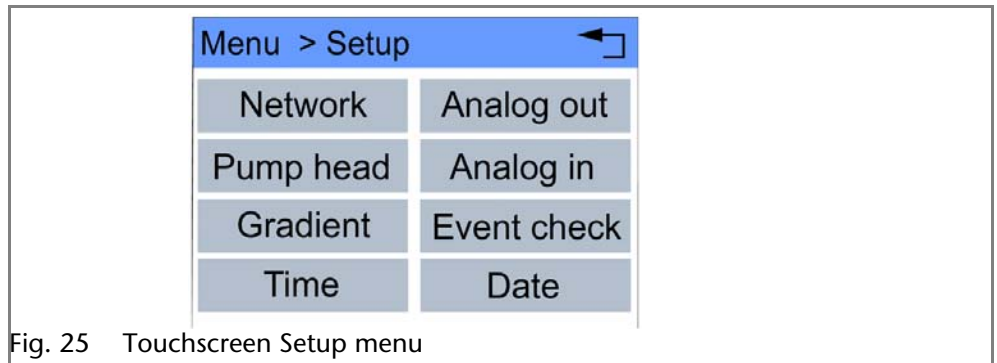 Menu > Setup
Network Analog out
Pump head Analog in
Gradient Event check
Time Date
Fig. 25 Touchscreen Setup menu